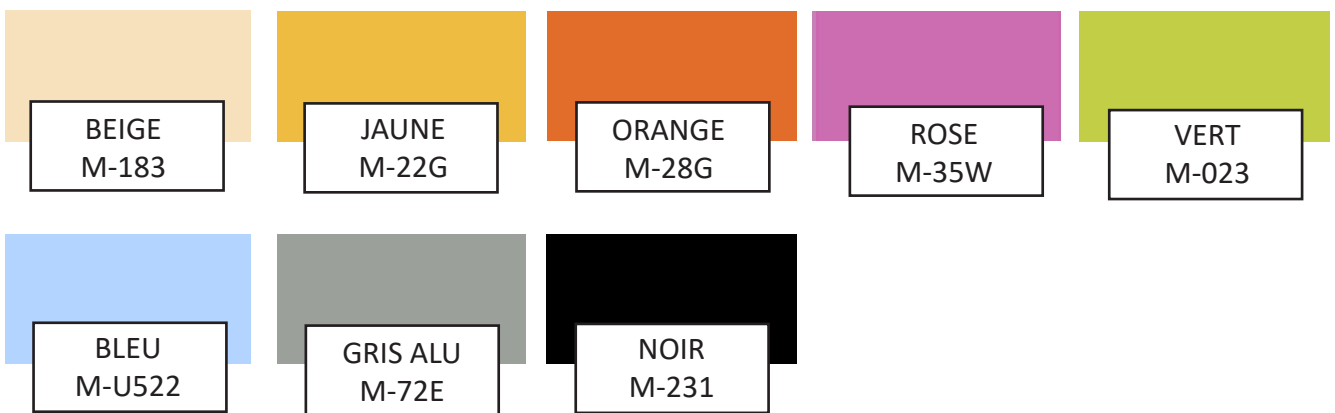 BEIGE
M-183
JAUNE
M-22G
ORANGE
M-28G
ROSE
M-35W
VERT
M-023
BLEU
M-U522
GRIS ALU
M-72E
NOIR
M-231